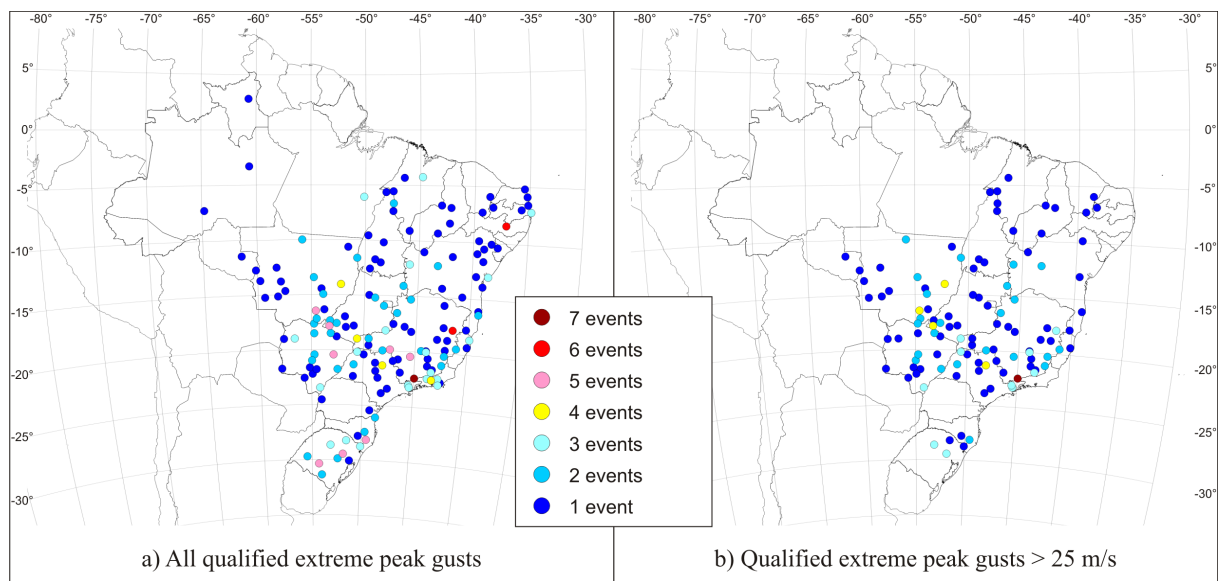 -80° -75° -70° -65° -60° -55° -50° -45° -40° -35°
5°
0°
-5°
-10°
-15°
-20°
-25°
-30°
a) All qualified extreme peak gusts
7 events
6 events
5 events
4 events
3 events
2 events
1 event
-80° -75° -70° -65° -60° -55° -50° -45° -40° -35°
5°
0°
-5°
-10°
-15°
-20°
-25°
-30°
b) Qualified extreme peak gusts > 25 m/s